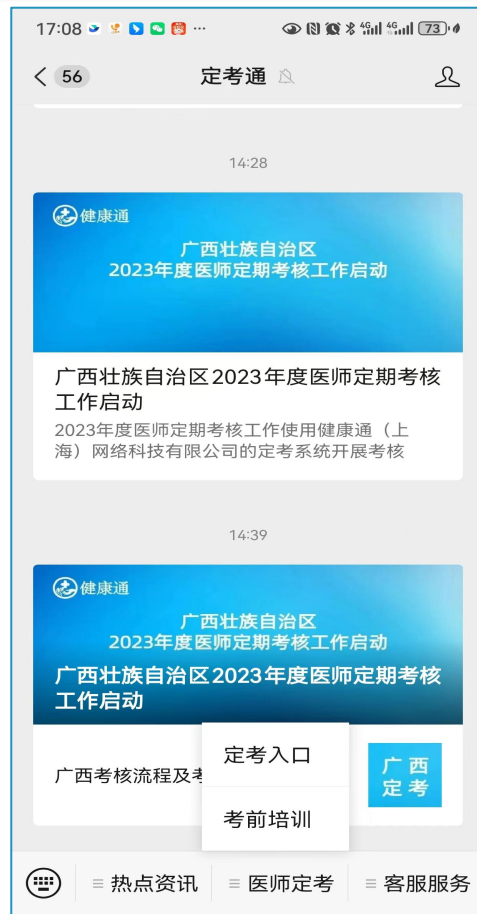 17:08 ··· 4G 4G 73
56 定考通
14:28
健康通
广西壮族自治区
2023年度医师定期考核工作启动
广西壮族自治区2023年度医师定期考核
工作启动
2023年度医师定期考核工作使用健康通（上
海）网络科技有限公司的定考系统开展考核
14:39
健康通
广西壮族自治区
2023年度医师定期考核工作启动
广西壮族自治区2023年度医师定期考核
工作启动
定考入口
广西考核流程及考
广西
定考
考前培训
热点资讯 医师定考 客服服务